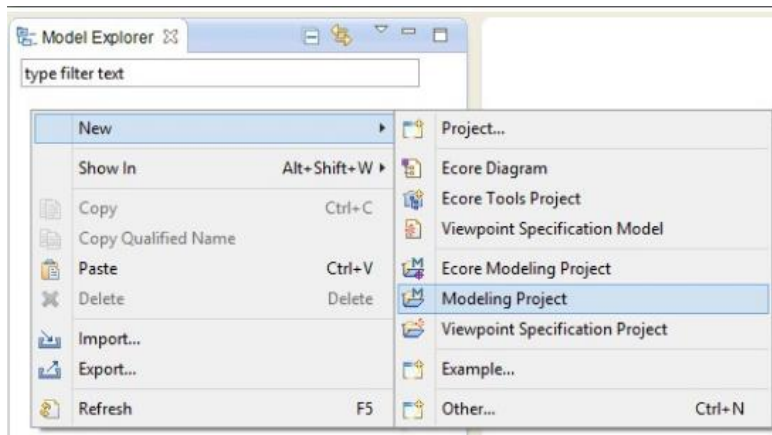 Model Explorer
type filter text
New
Show In Alt+Shift+W
Copy Ctrl+C
Copy Qualified Name
Paste Ctrl+V
Delete Delete
Import...
Export...
Refresh F5
Project...
Ecore Diagram
Ecore Tools Project
Viewpoint Specification Model
Ecore Modeling Project
Modeling Project
Viewpoint Specification Project
Example...
Other... Ctrl+N